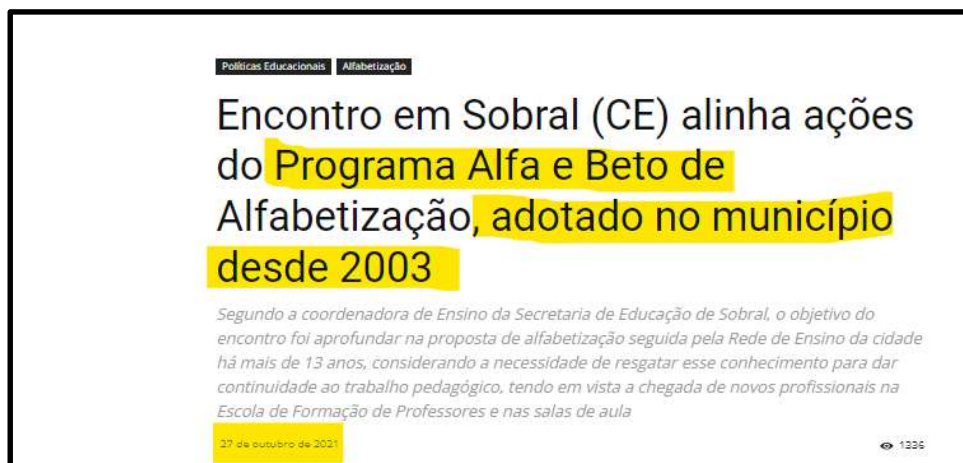 Políticas Educacionais Alfabetização
Encontro em Sobral (CE) alinha ações
do Programa Alfa e Beto de
Alfabetização, adotado no município
desde 2003
Segundo a coordenadora de Ensino da Secretaria de Educação de Sobral, o objetivo do
encontro foi aprofundar na proposta de alfabetização seguida pela Rede de Ensino da cidade
há mais de 13 anos, considerando a necessidade de resgatar esse conhecimento para dar
continuidade ao trabalho pedagógico, tendo em vista a chegada de novos profissionais na
Escola de Formação de Professores e nas salas de aula
27 de outubro de 2021 1336